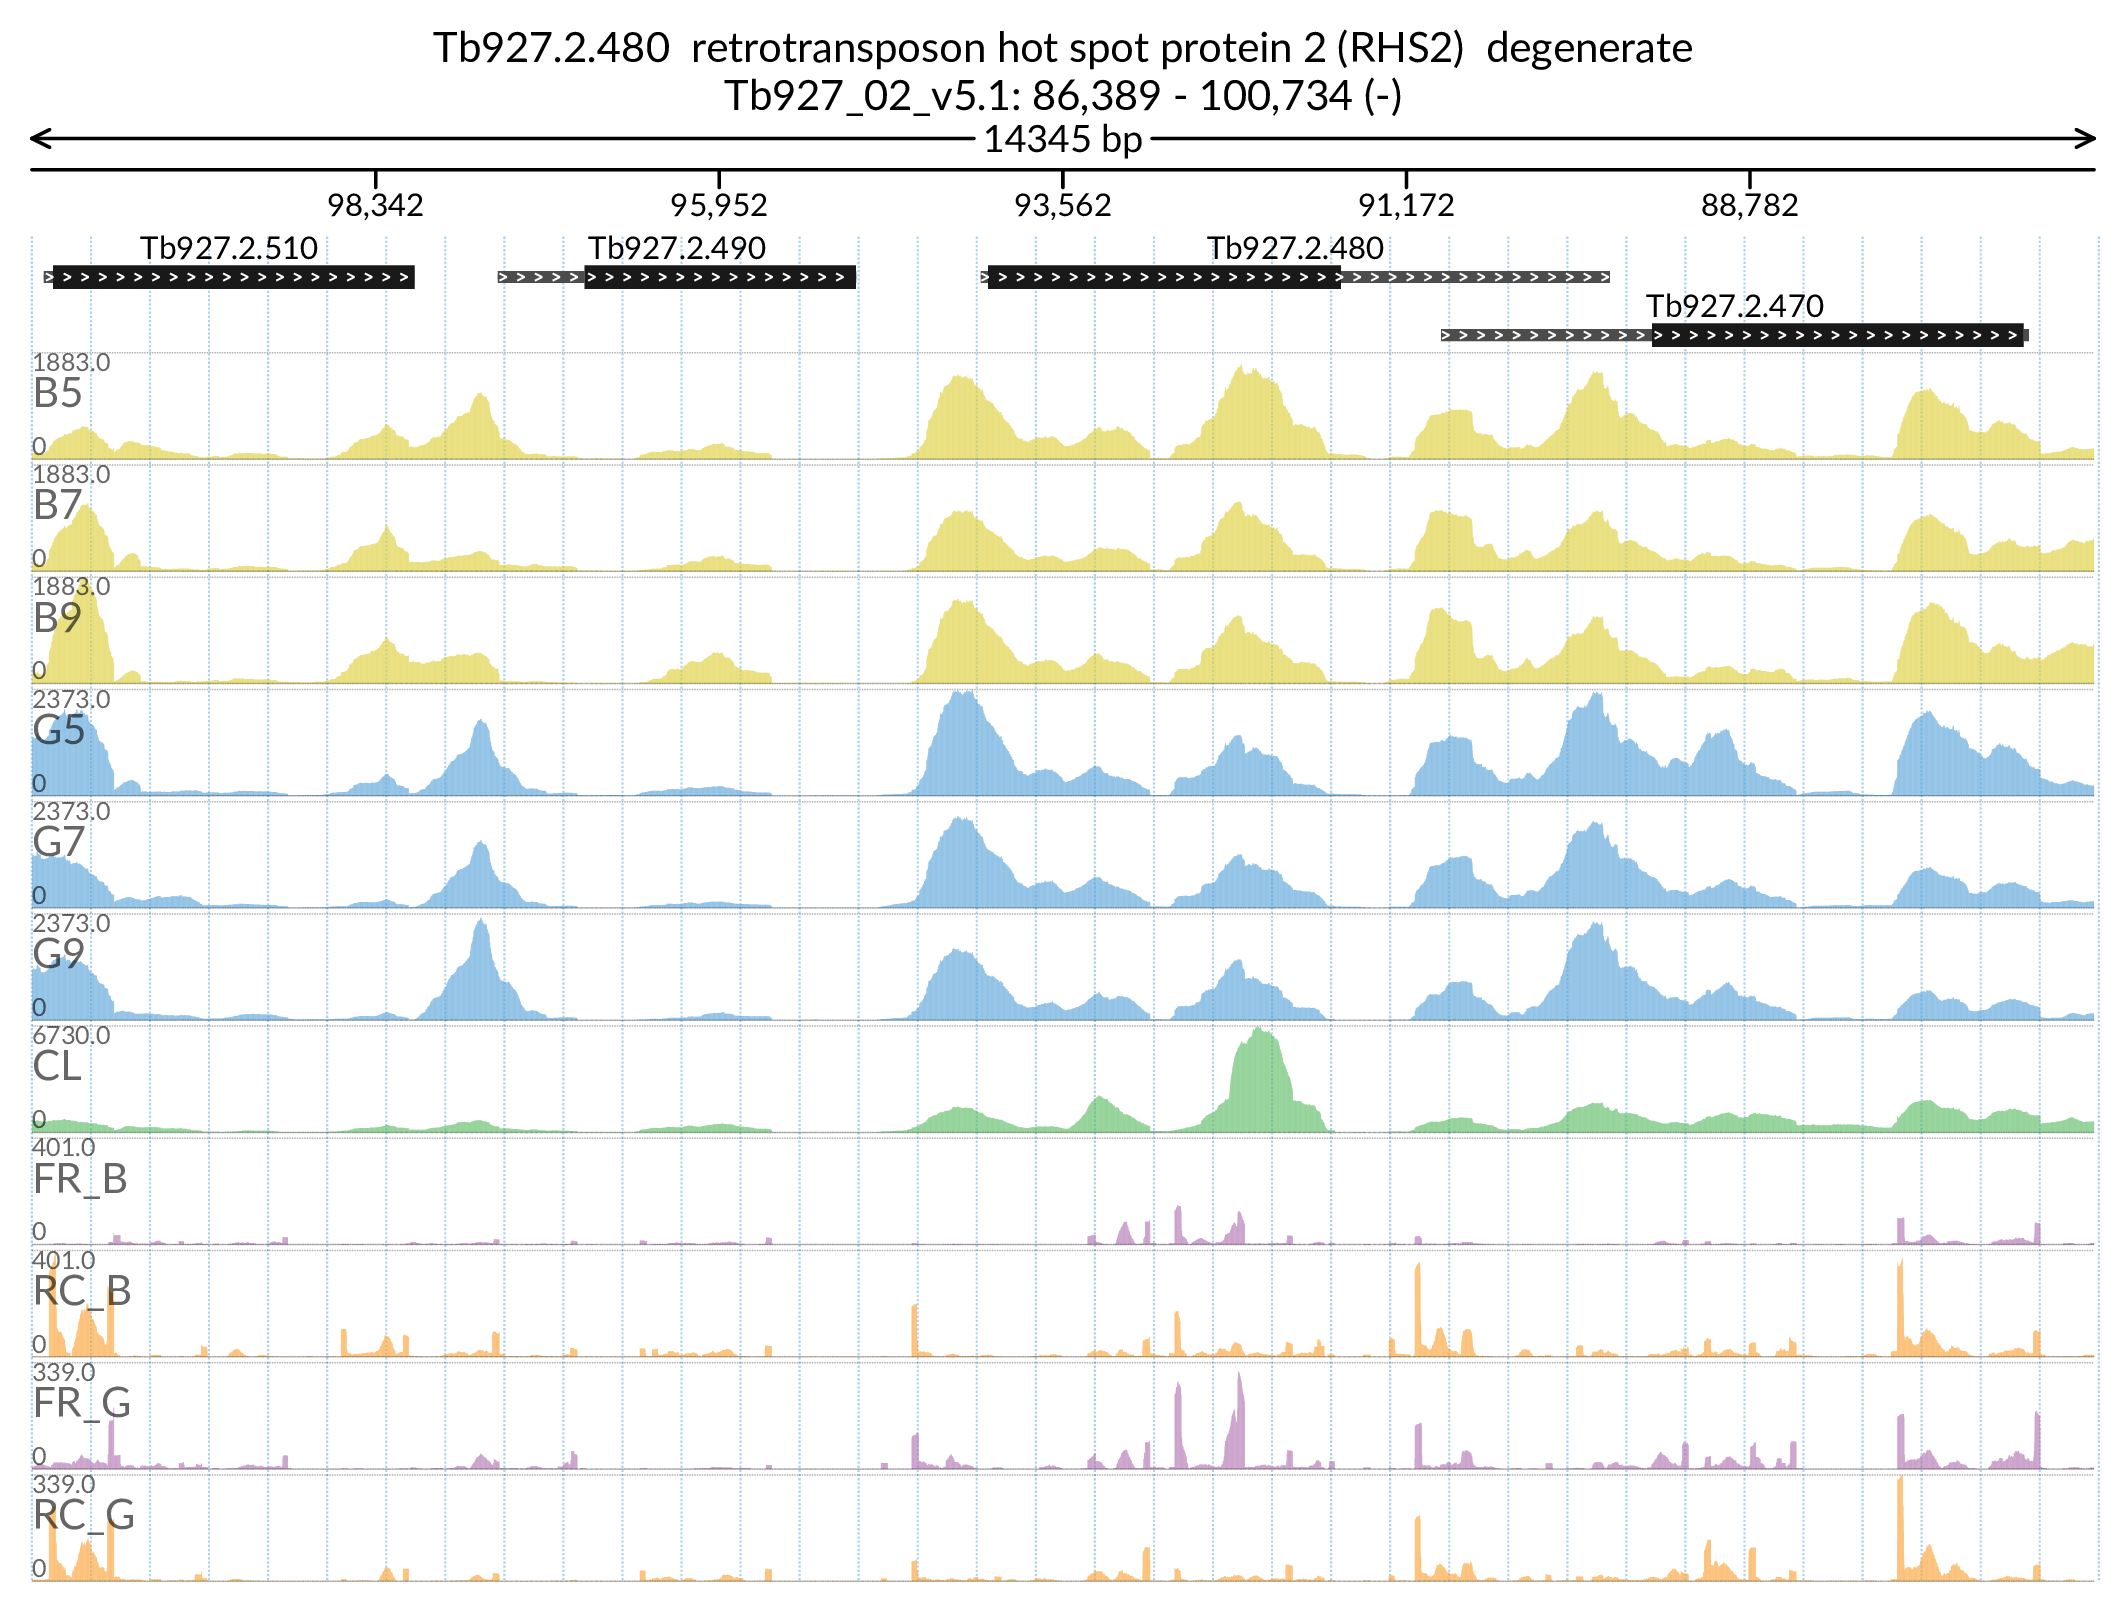 Tb927.2.480  retrotransposon hot spot protein 2 (RHS2)  degenerate
Tb927_02_v5.1: 86,389 - 100,734 (-)
14345 bp
98,342 95,952 93,562 91,172 88,782
Tb927.2.510 Tb927.2.490 Tb927.2.480
Tb927.2.470
1883.0
B5
0
1883.0
B7
0
1883.0
B9
0
2373.0
G5
0
2373.0
G7
0
2373.0
G9
0
6730.0
CL
0
401.0
FR_B
0
401.0
RC_B
0
339.0
FR_G
0
339.0
RC_G
0